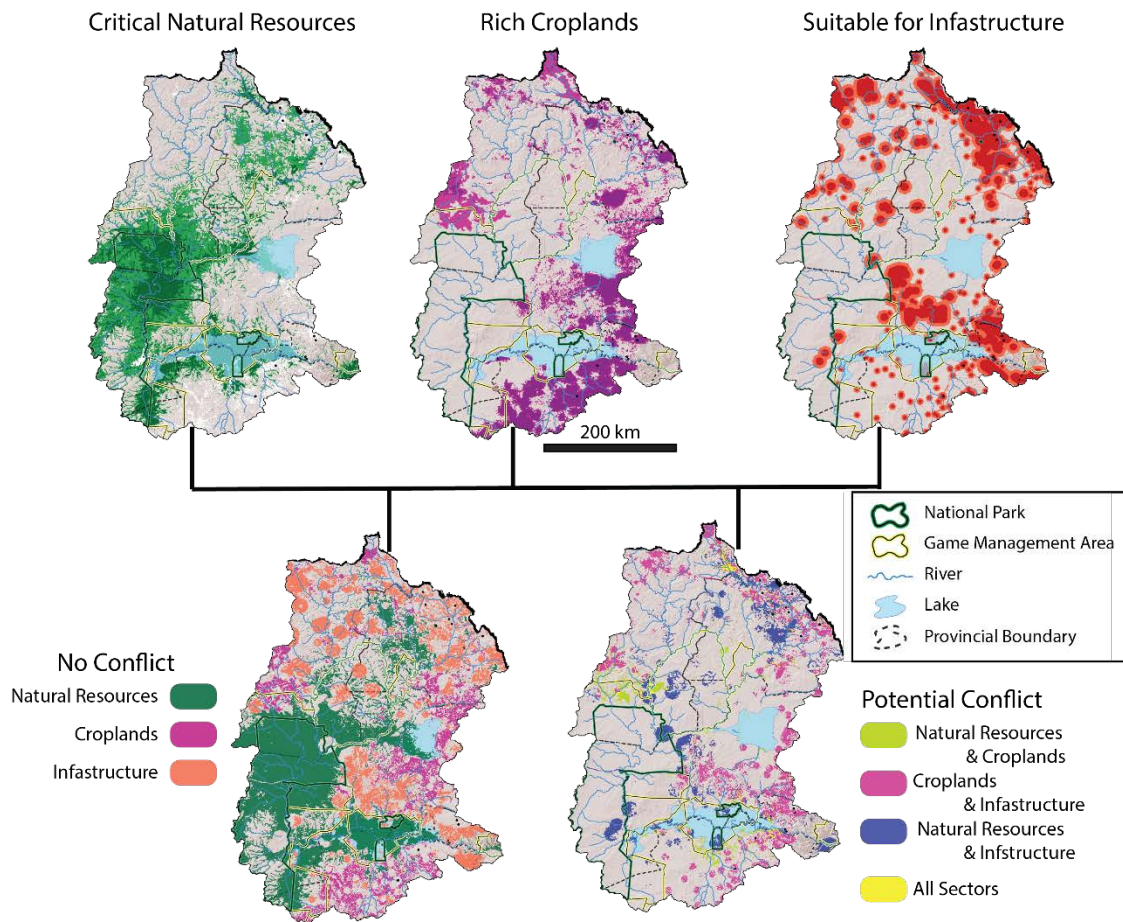 Critical Natural Resources
Rich Croplands
Suitable for Infastructure
200 km
National Park
Game Management Area
River
Lake
Provincial Boundary
No Conflict
Natural Resources
Croplands
Infastructure
Potential Conflict
Natural Resources
& Croplands
Croplands
& Infastructure
Natural Resources
& Infstructure
All Sectors